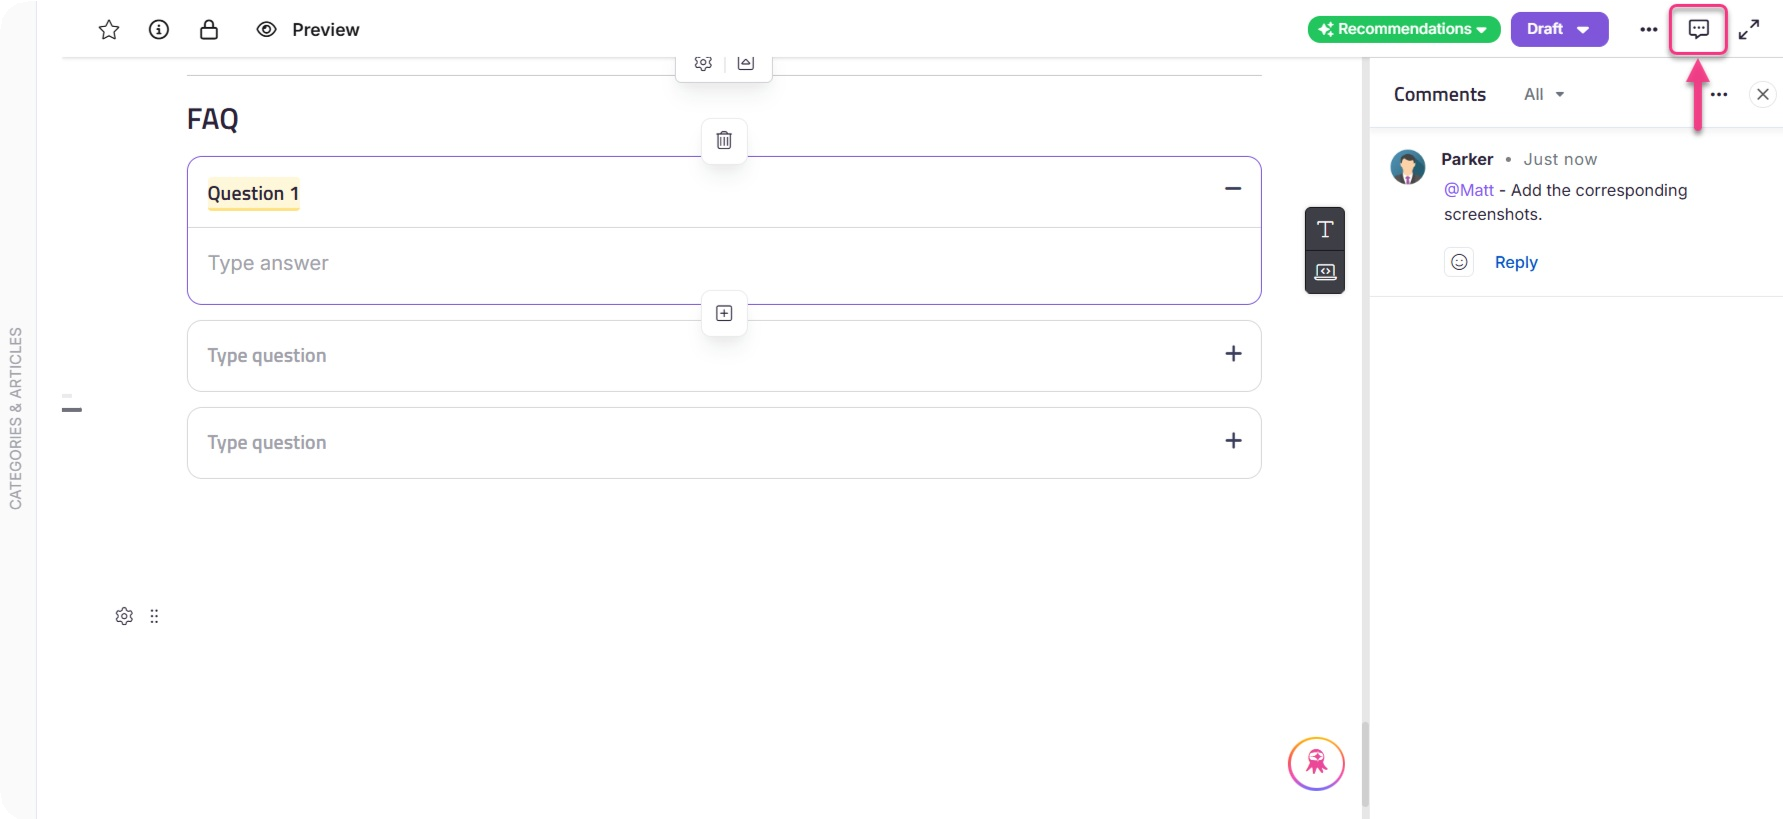 Preview
Recommendations
Draft
CATEGORIES & ARTICLES
FAQ
Question 1
Type answer
Type question
Type question
T
Comments
All
Parker • Just now
@Matt - Add the corresponding
screenshots.
Reply